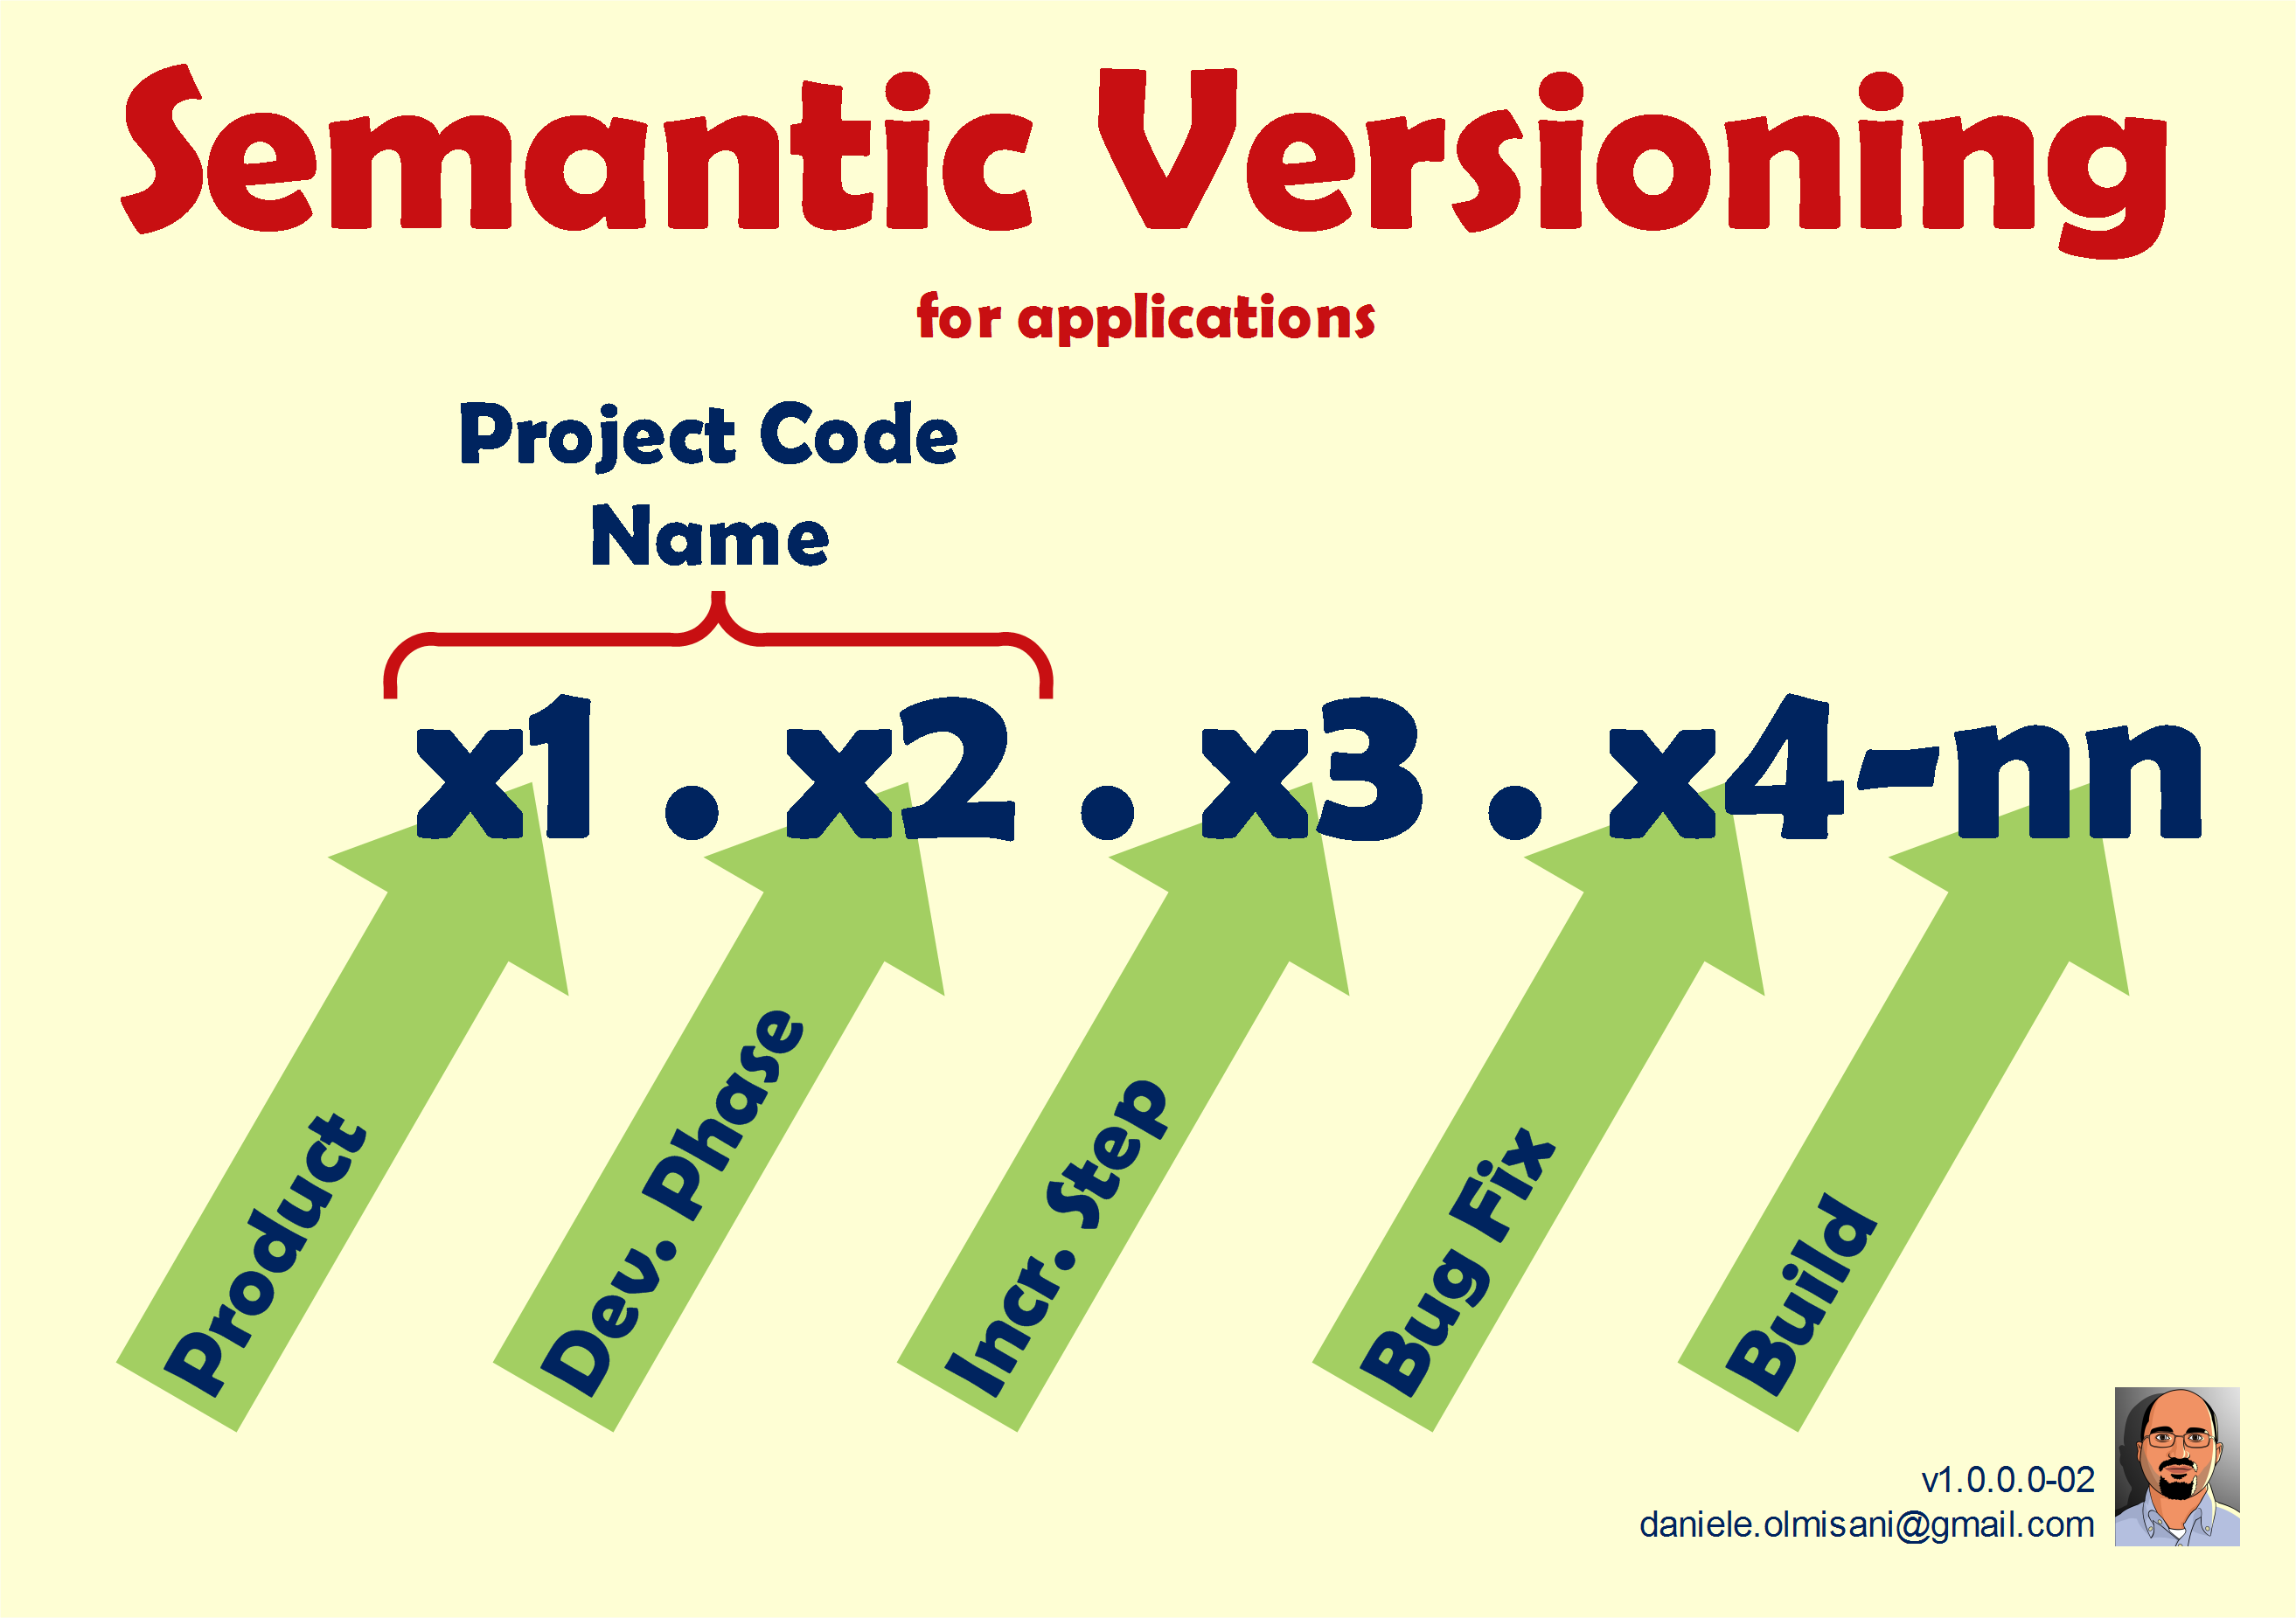 Semantic Versioning
for applications
Project Code
Name
x1 . x2 . x3 . x4-nn
Product
Dev. Phase
Incr. Step
Bug Fix
Build
v1.0.0.0-02
daniele.olmisani@gmail.com